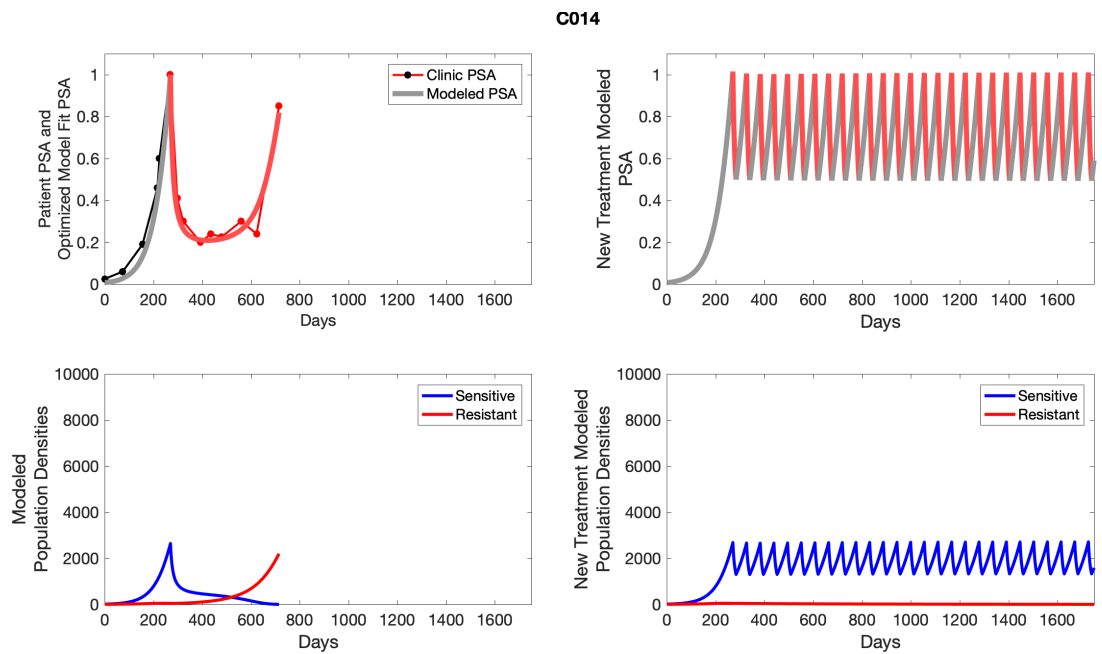 C014
Patient PSA and
Optimized Model Fit PSA
1
0.8
0.6
0.4
0.2
0
Clinic PSA
Modeled PSA
0 200 400 600 800 1000 1200 1400 1600
Days
New Treatment Modeled
PSA
1
0.8
0.6
0.4
0.2
0
0 200 400 600 800 1000 1200 1400 1600
Days
Modeled
Population Densities
10000
8000
6000
4000
2000
0
Sensitive
Resistant
0 200 400 600 800 1000 1200 1400 1600
Days
New Treatment Modeled
Population Densities
10000
8000
6000
4000
2000
0
Sensitive
Resistant
0 200 400 600 800 1000 1200 1400 1600
Days